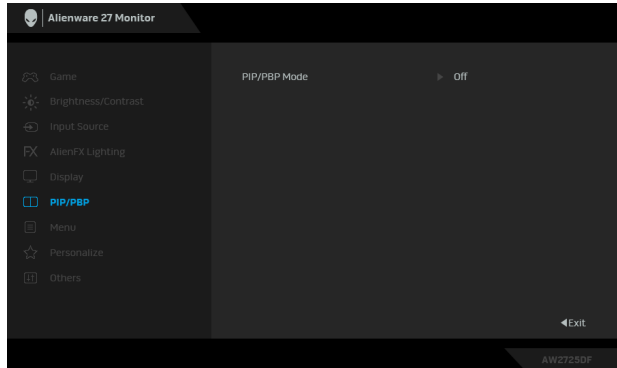 Alienware 27 Monitor
Game
PIP/PBP Mode Off
Brightness/Contrast
Input Source
FX AlienFX Lighting
Display
PIP/PBP
Menu
Personalize
Others
Exit
AW2725DF